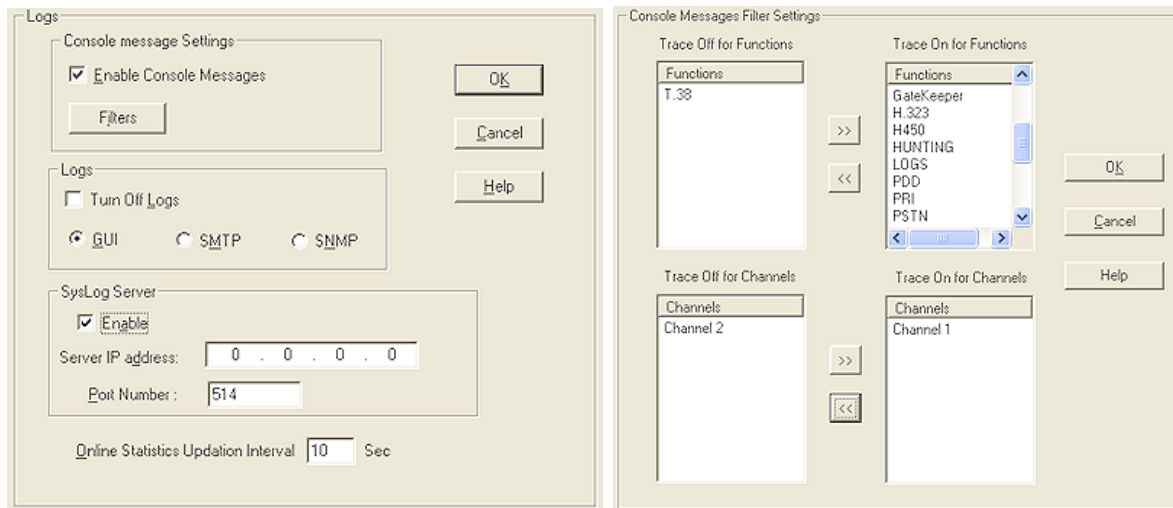 Logs
Console message Settings
Enable Console Messages
Filters
OK
Cancel
Help
Logs
Turn Off Logs
GUI SMTP SNMP
SysLog Server
Enable
Server IP address: 0 . 0 . 0 . 0
Port Number : 514
Online Statistics Updation Interval 10 Sec
Console Messages Filter Settings
Trace Off for Functions
Functions
T.38
>>
<<
Trace On for Functions
Functions
GateKeeper
H.323
H450
HUNTING
LOGS
PDD
PRI
PSTN
OK
Cancel
Help
Trace Off for Channels
Channels
Channel 2
>>
<<
Trace On for Channels
Channels
Channel 1